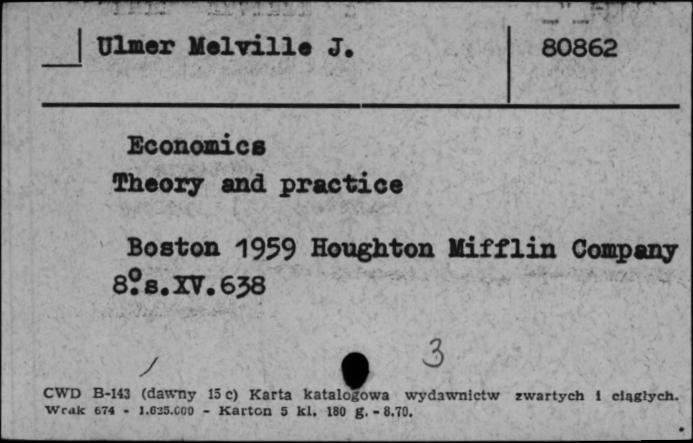 Ulmer Melville J. 80862
Economics
Theory and practice
Boston 1959 Houghton Mifflin Company
8º s.XV.638
3
CWD B-143 (dawny 15 c) Karta katalogowa wydawnictw zwartych i ciągłych.
Wrak 674 - 1.625.000 - Karton 5 kl. 180 g. - 8.70.